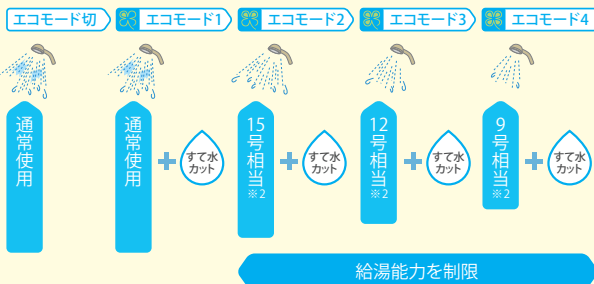 エコモード切
エコモード1
エコモード2
エコモード3
エコモード4
通常使用
通常使用
すて水
カット
15号相当
※2
すて水
カット
12号相当
※2
すて水
カット
9号相当
※2
すて水
カット
給湯能力を制限